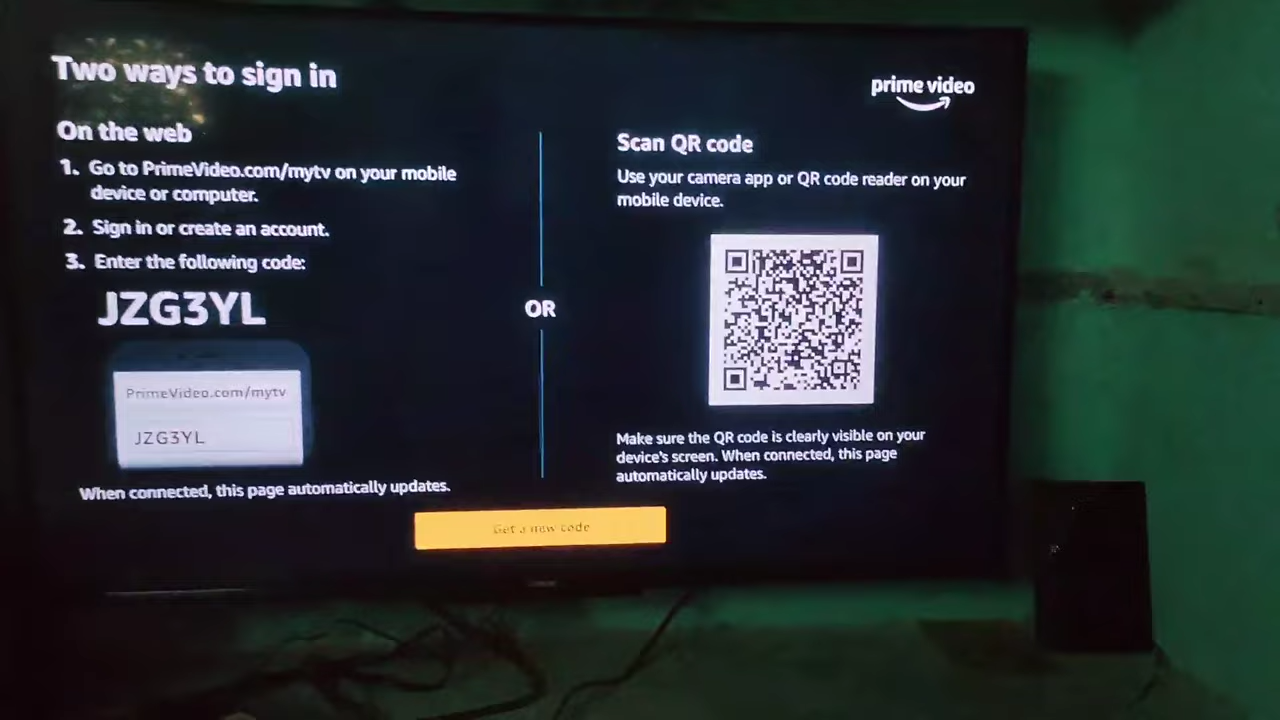 Two ways to sign in
prime video
On the web
1. Go to PrimeVideo.com/mytv on your mobile
device or computer.
2. Sign in or create an account.
3. Enter the following code:
JZG3YL
PrimeVideo.com/mytv
JZG3YL
When connected, this page automatically updates.
OR
Scan QR code
Use your camera app or QR code reader on your
mobile device.
Make sure the QR code is clearly visible on your
device's screen. When connected, this page
automatically updates.
Get a new code